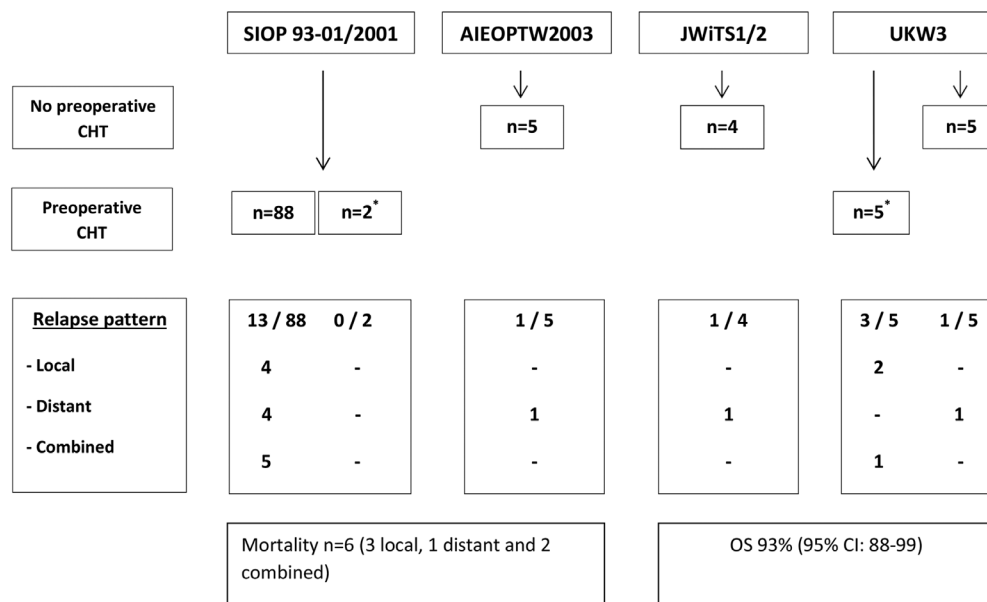 SIOP 93-01/2001 AIEOPTW2003 JWiTS1/2 UKW3
No preoperative
CHT
n=5 n=4 n=5
Preoperative
CHT
n=88 n=2* n=5*
Relapse pattern 13 / 88 0 / 2 1 / 5 1 / 4 3 / 5 1 / 5
- Local 4 - - - 2 -
- Distant 4 - 1 1 - 1
- Combined 5 - - - 1 -
Mortality n=6 (3 local, 1 distant and 2
combined)
OS 93% (95% CI: 88-99)